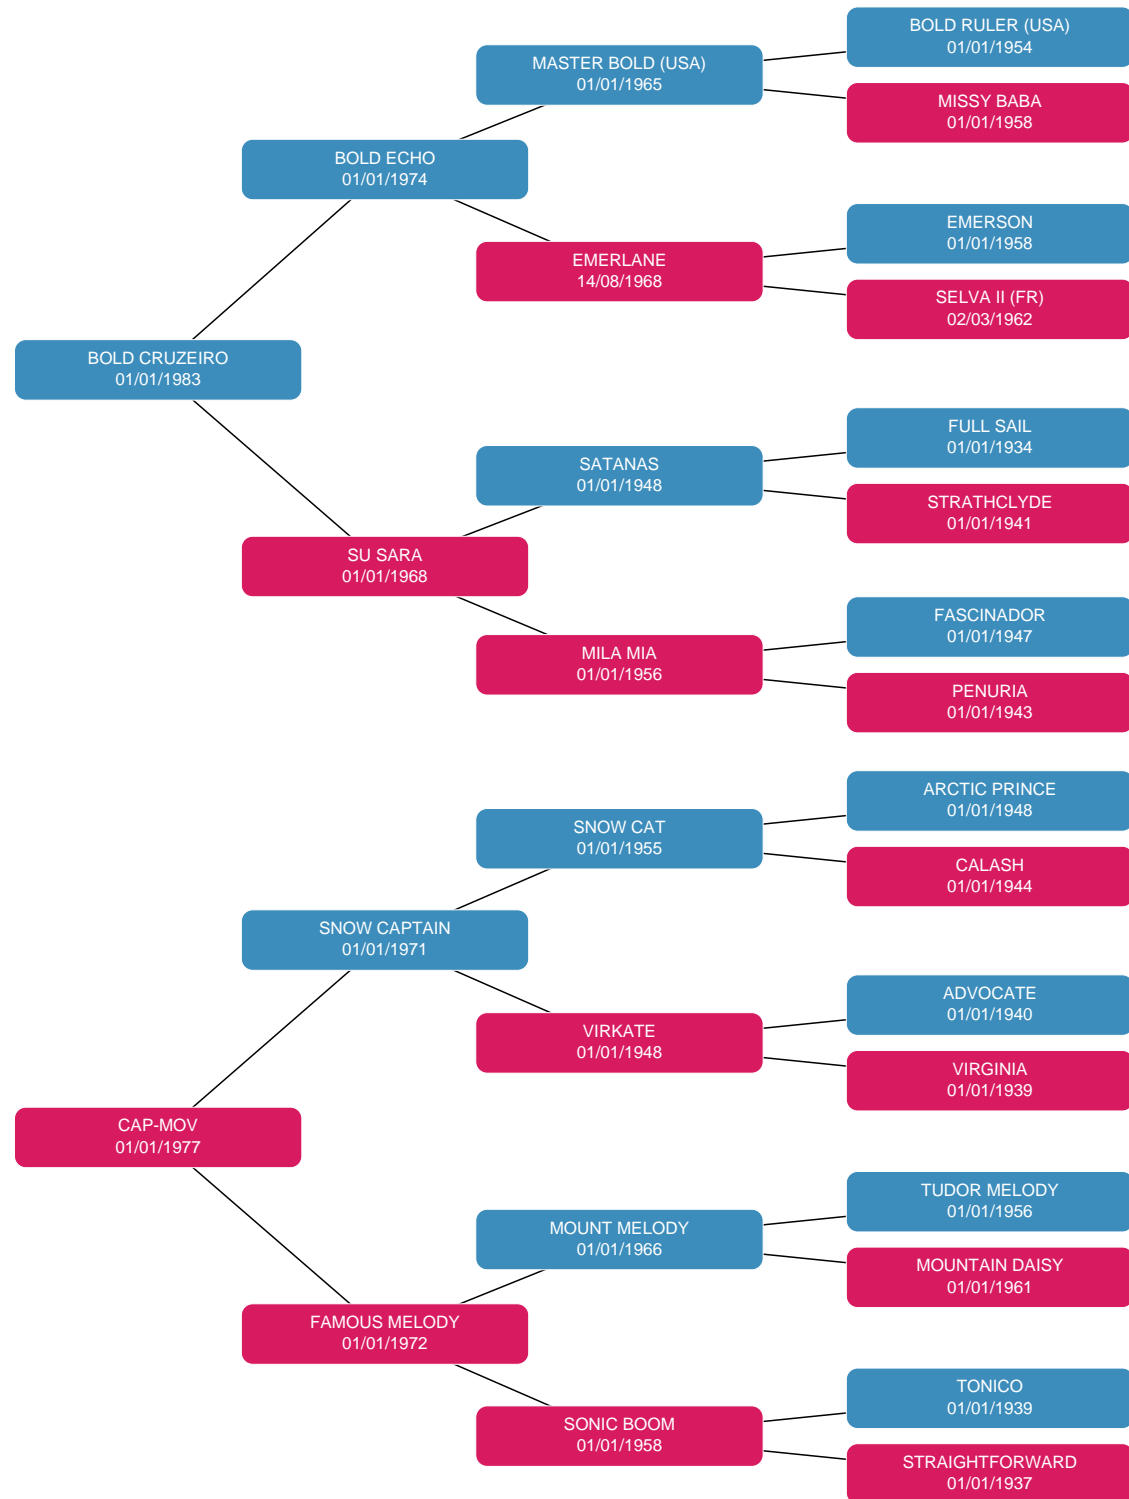 BOLD RULER (USA)
01/01/1954
MASTER BOLD (USA)
01/01/1965
MISSY BABA
01/01/1958
BOLD ECHO
01/01/1974
EMERSON
01/01/1958
EMERLANE
14/08/1968
SELVA II (FR)
02/03/1962
BOLD CRUZEIRO
01/01/1983
FULL SAIL
01/01/1934
SATANAS
01/01/1948
STRATHCLYDE
01/01/1941
SU SARA
01/01/1968
FASCINADOR
01/01/1947
MILA MIA
01/01/1956
PENURIA
01/01/1943
ARCTIC PRINCE
01/01/1948
SNOW CAT
01/01/1955
CALASH
01/01/1944
SNOW CAPTAIN
01/01/1971
ADVOCATE
01/01/1940
VIRKATE
01/01/1948
VIRGINIA
01/01/1939
CAP-MOV
01/01/1977
TUDOR MELODY
01/01/1956
MOUNT MELODY
01/01/1966
MOUNTAIN DAISY
01/01/1961
FAMOUS MELODY
01/01/1972
TONICO
01/01/1939
SONIC BOOM
01/01/1958
STRAIGHTFORWARD
01/01/1937